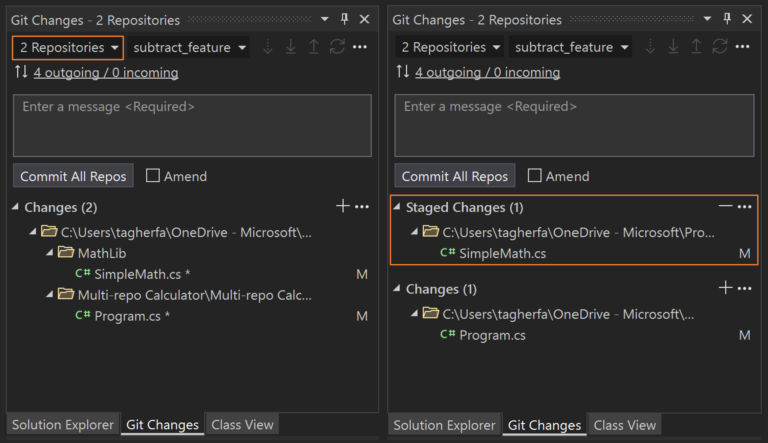 Git Changes - 2 Repositories
2 Repositories subtract_feature
4 outgoing / 0 incoming
Enter a message <Required>
Commit All Repos Amend
Changes (2)
C:\Users\tagherfa\OneDrive - Microsoft\...
MathLib
C# SimpleMath.cs * M
Multi-repo Calculator\Multi-repo Calc...
C# Program.cs * M
Solution Explorer Git Changes Class View
Git Changes - 2 Repositories
2 Repositories subtract_feature
4 outgoing / 0 incoming
Enter a message <Required>
Commit All Repos Amend
Staged Changes (1)
C:\Users\tagherfa\OneDrive - Microsoft\Pro...
C# SimpleMath.cs M
Changes (1)
C:\Users\tagherfa\OneDrive - Microsoft\...
C# Program.cs M
Solution Explorer Git Changes Class View